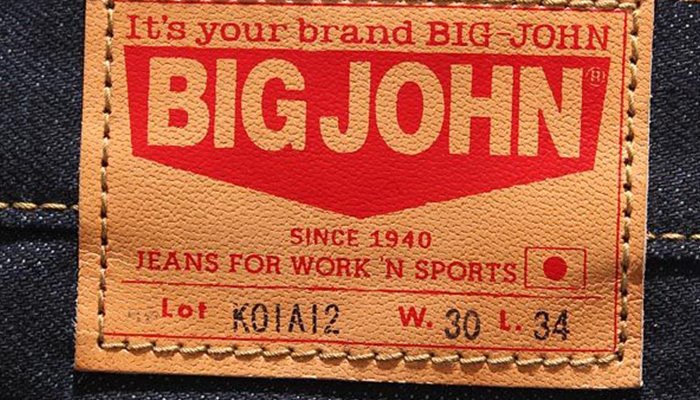 It's your brand BIG-JOHN
BIG JOHN ®
SINCE 1940
JEANS FOR WORK 'N SPORTS
Lot K01A12 W. 30 L. 34